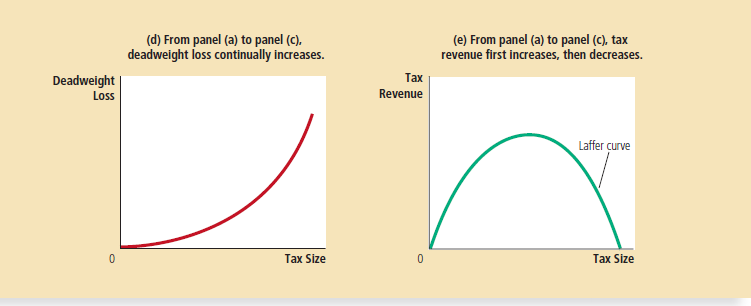 (d) From panel (a) to panel (c),
deadweight loss continually increases.
Deadweight
Loss
0
Tax Size
(e) From panel (a) to panel (c), tax
revenue first increases, then decreases.
Tax
Revenue
Laffer curve
0
Tax Size